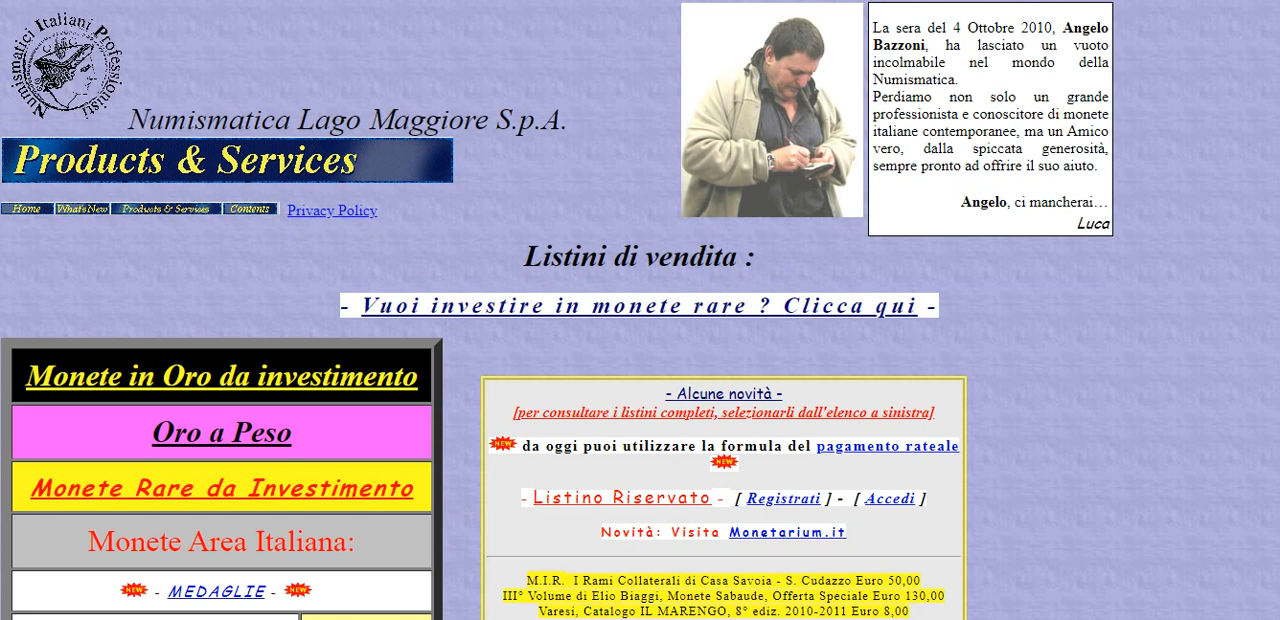 Numismatici Italiani Professionisti
Numismatica Lago Maggiore S.p.A.
Products & Services
Home What'sNew Products & Services Contents Privacy Policy
La sera del 4 Ottobre 2010, Angelo
Bazzoni, ha lasciato un vuoto
incolmabile nel mondo della
Numismatica.
Perdiamo non solo un grande
professionista e conoscitore di monete
italiane contemporanee, ma un Amico
vero, dalla spiccata generosità,
sempre pronto ad offrire il suo aiuto.
Angelo, ci mancherai…
Luca
Listini di vendita :
- Vuoi investire in monete rare ? Clicca qui -
Monete in Oro da investimento
Oro a Peso
Monete Rare da Investimento
Monete Area Italiana:
NEW - MEDAGLIE - NEW
- Alcune novità -
[per consultare i listini completi, selezionarli dall'elenco a sinistra]
NEW da oggi puoi utilizzare la formula del pagamento rateale
NEW
- Listino Riservato - [ Registrati ] - [ Accedi ]
Novità: Visita Monetarium.it
M.I.R. I Rami Collaterali di Casa Savoia - S. Cudazzo Euro 50,00
III° Volume di Elio Biaggi, Monete Sabaude, Offerta Speciale Euro 130,00
Varesi, Catalogo IL MARENGO, 8° ediz. 2010-2011 Euro 8,00